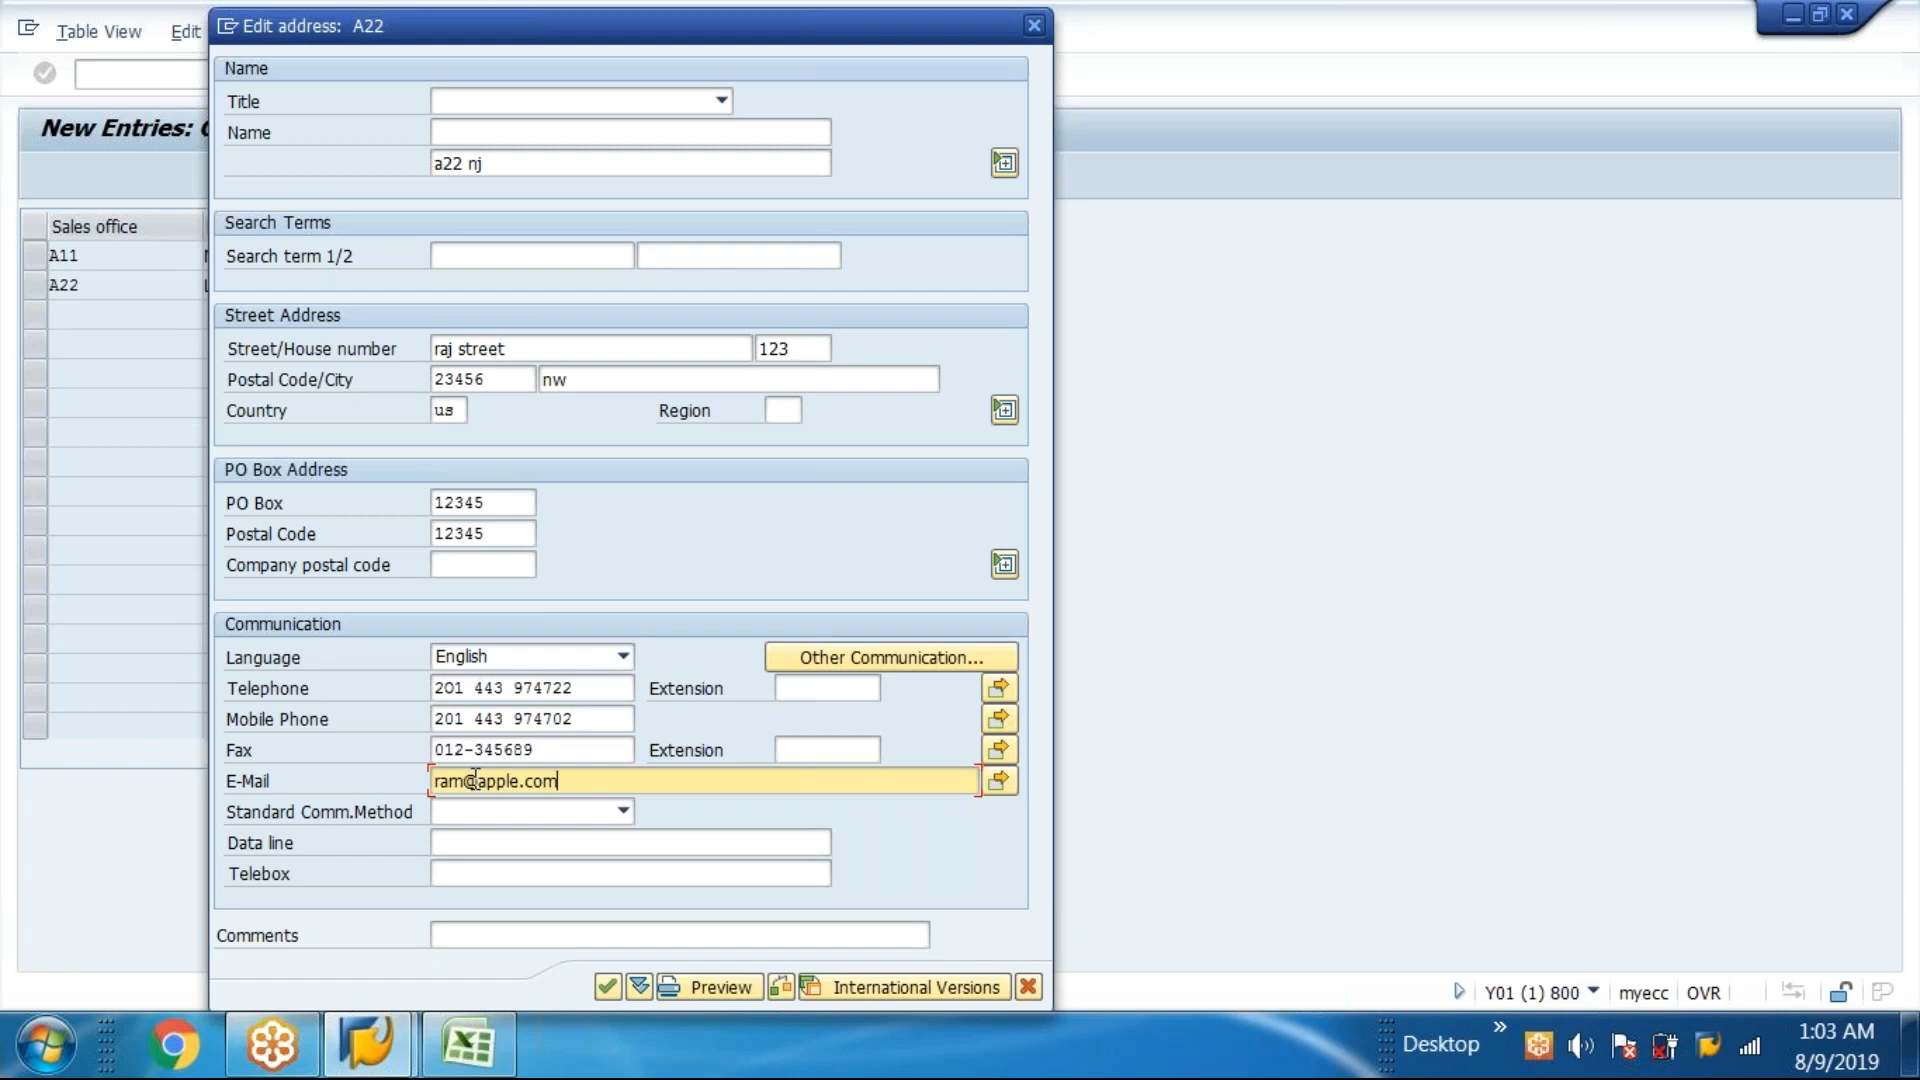 Table View Edit
Edit address: A22
Name
New Entries:
Title
Name
a22 nj
Search Terms
Sales office
Search term 1/2
A11
A22
Street Address
Street/House number raj street 123
Postal Code/City 23456 nw
Country us Region
PO Box Address
PO Box 12345
Postal Code 12345
Company postal code
Communication
Language English Other Communication...
Telephone 201 443 974722 Extension
Mobile Phone 201 443 974702
Fax 012-345689 Extension
E-Mail ram@apple.com
Standard Comm.Method
Data line
Telebox
Comments
Preview International Versions
Y01 (1) 800 myecc OVR
Desktop
1:03 AM
8/9/2019